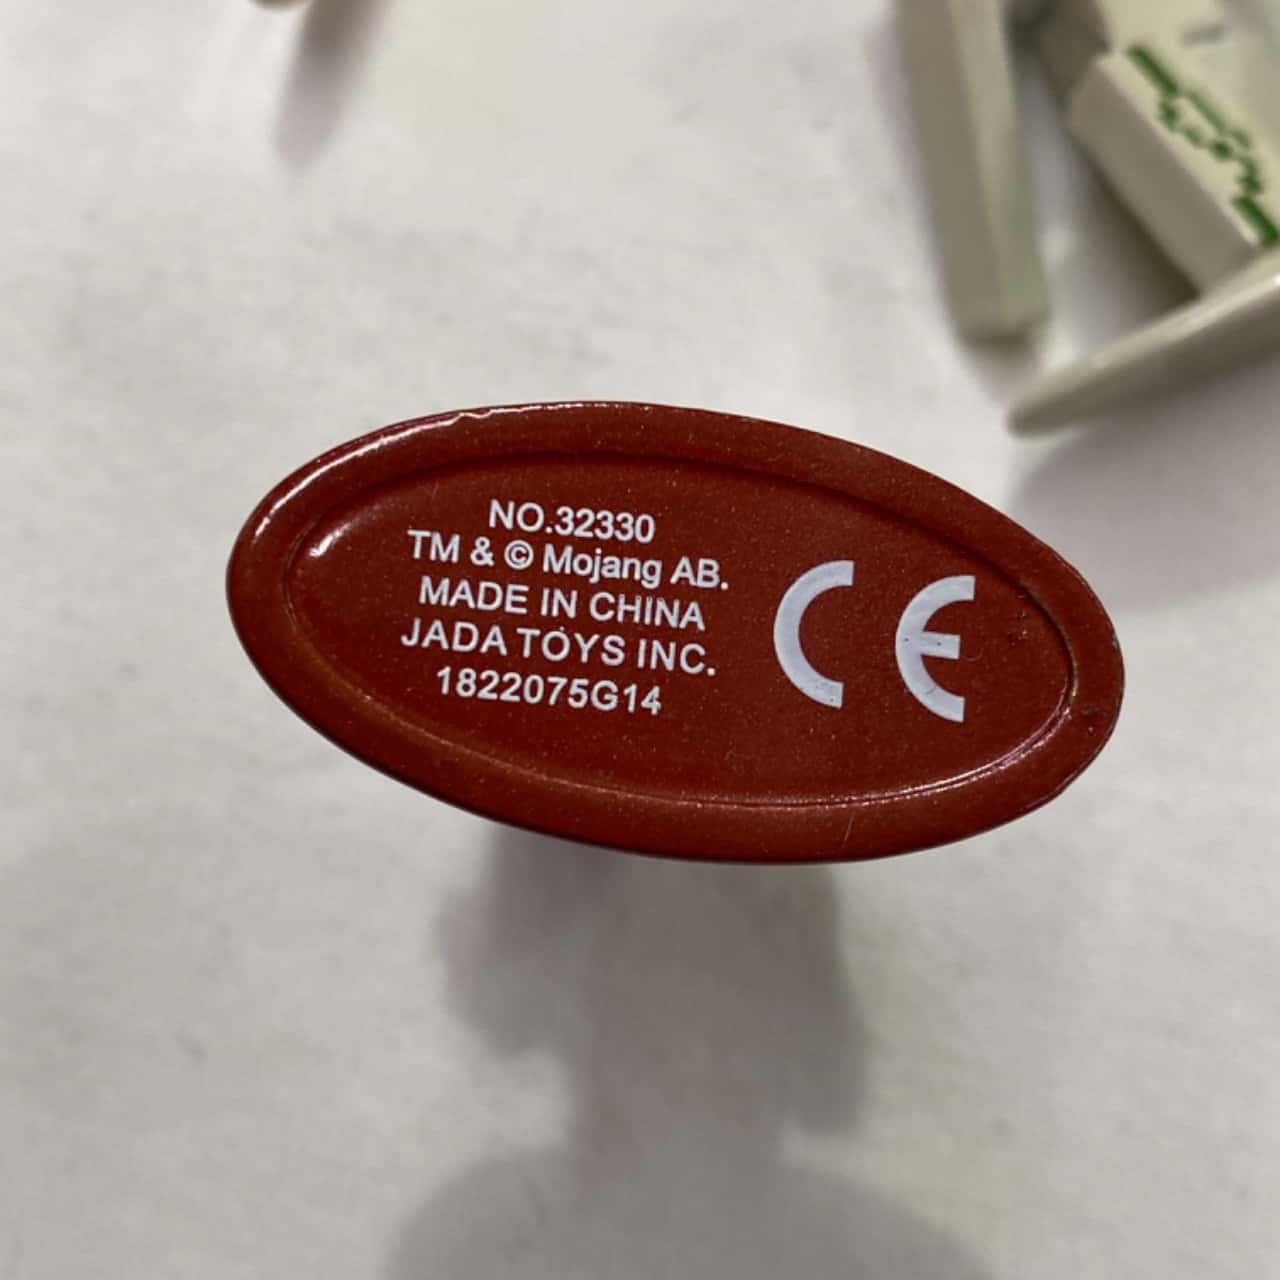 NO.32330
TM & © Mojang AB.
MADE IN CHINA
JADA TOYS INC.
1822075G14
CE